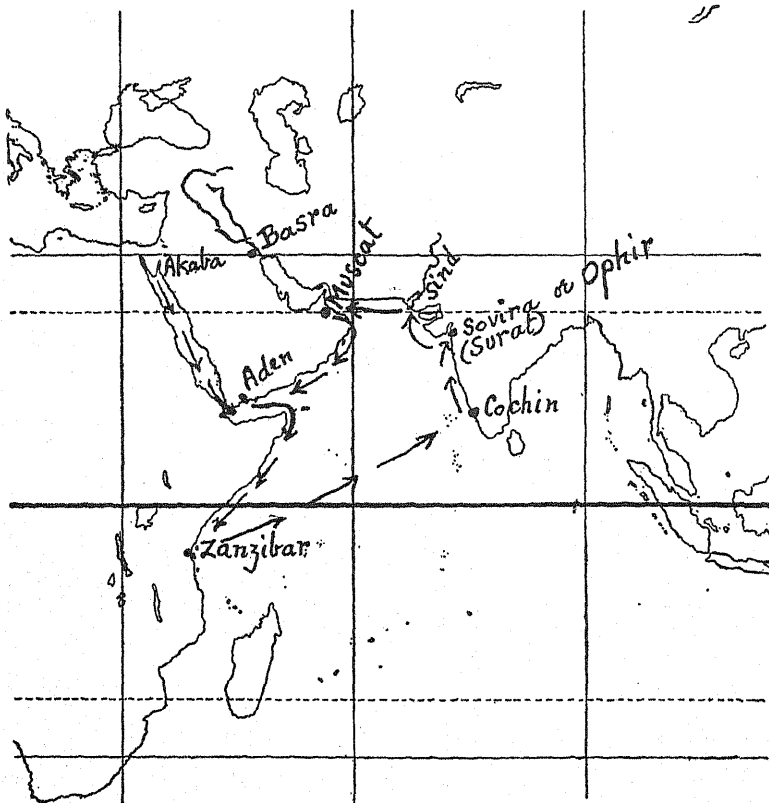 Basra
Akaba
Muscat
Sind
Sovira or Ophir
(Surat)
Aden
Cochin
Zanzibar